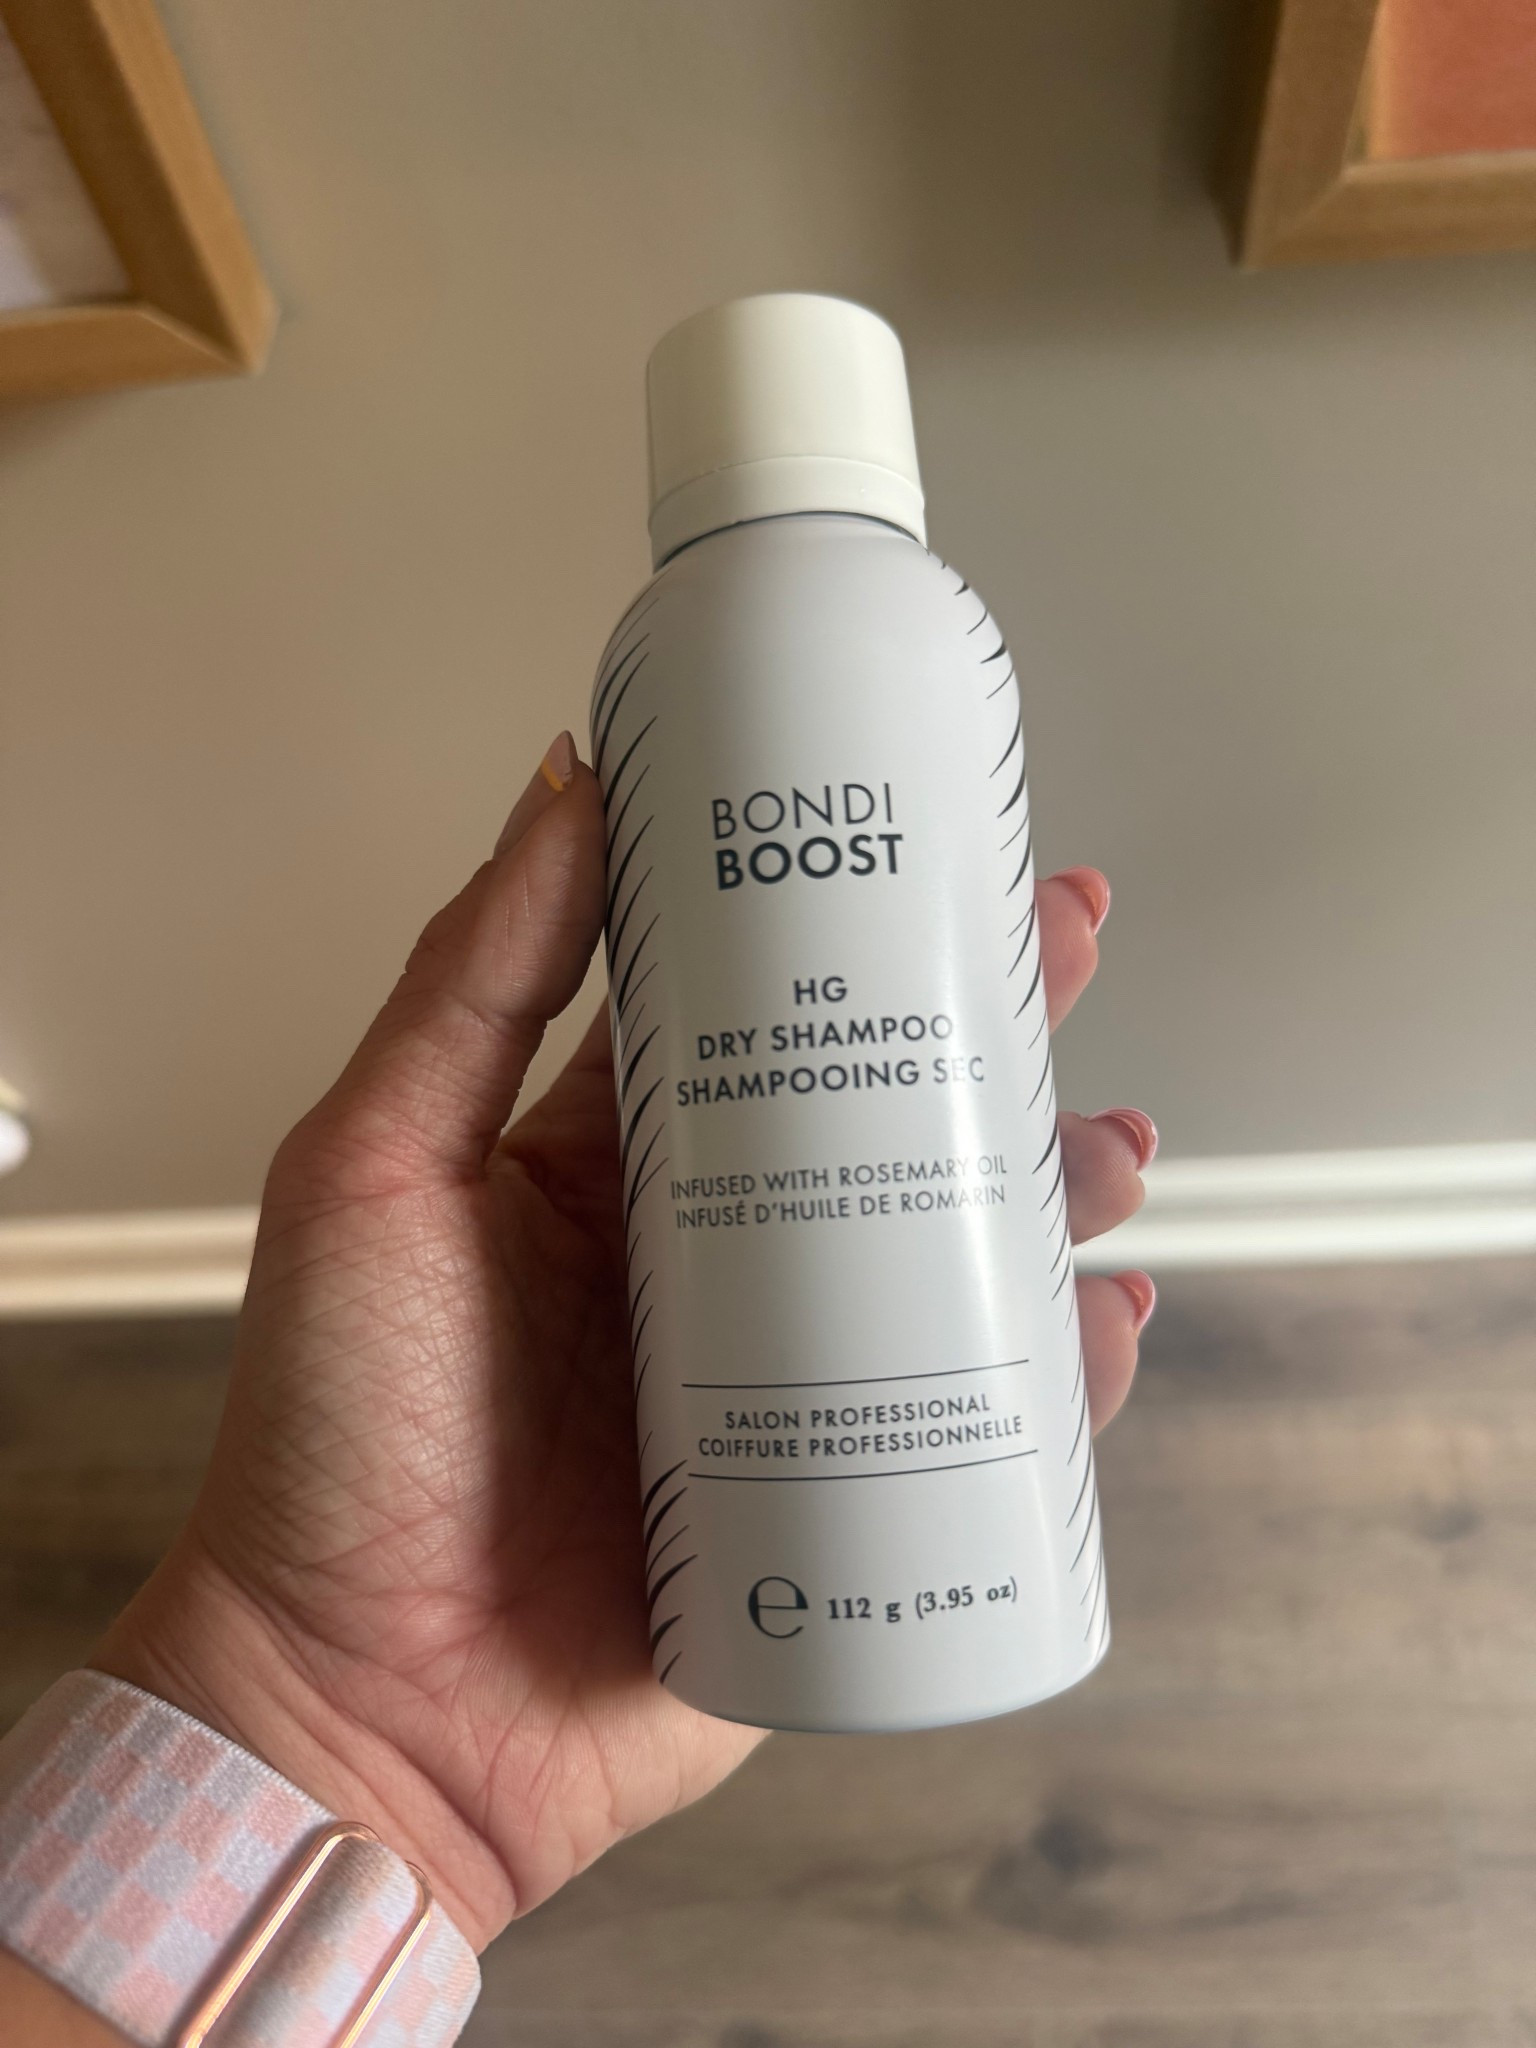 BONDI
BOOST
HG
DRY SHAMPOO
SHAMPOOING SEC
INFUSED WITH ROSEMARY OIL
INFUSÉ D'HUILE DE ROMARIN
SALON PROFESSIONAL
COIFFURE PROFESSIONNELLE
℮ 112 g (3.95 oz)